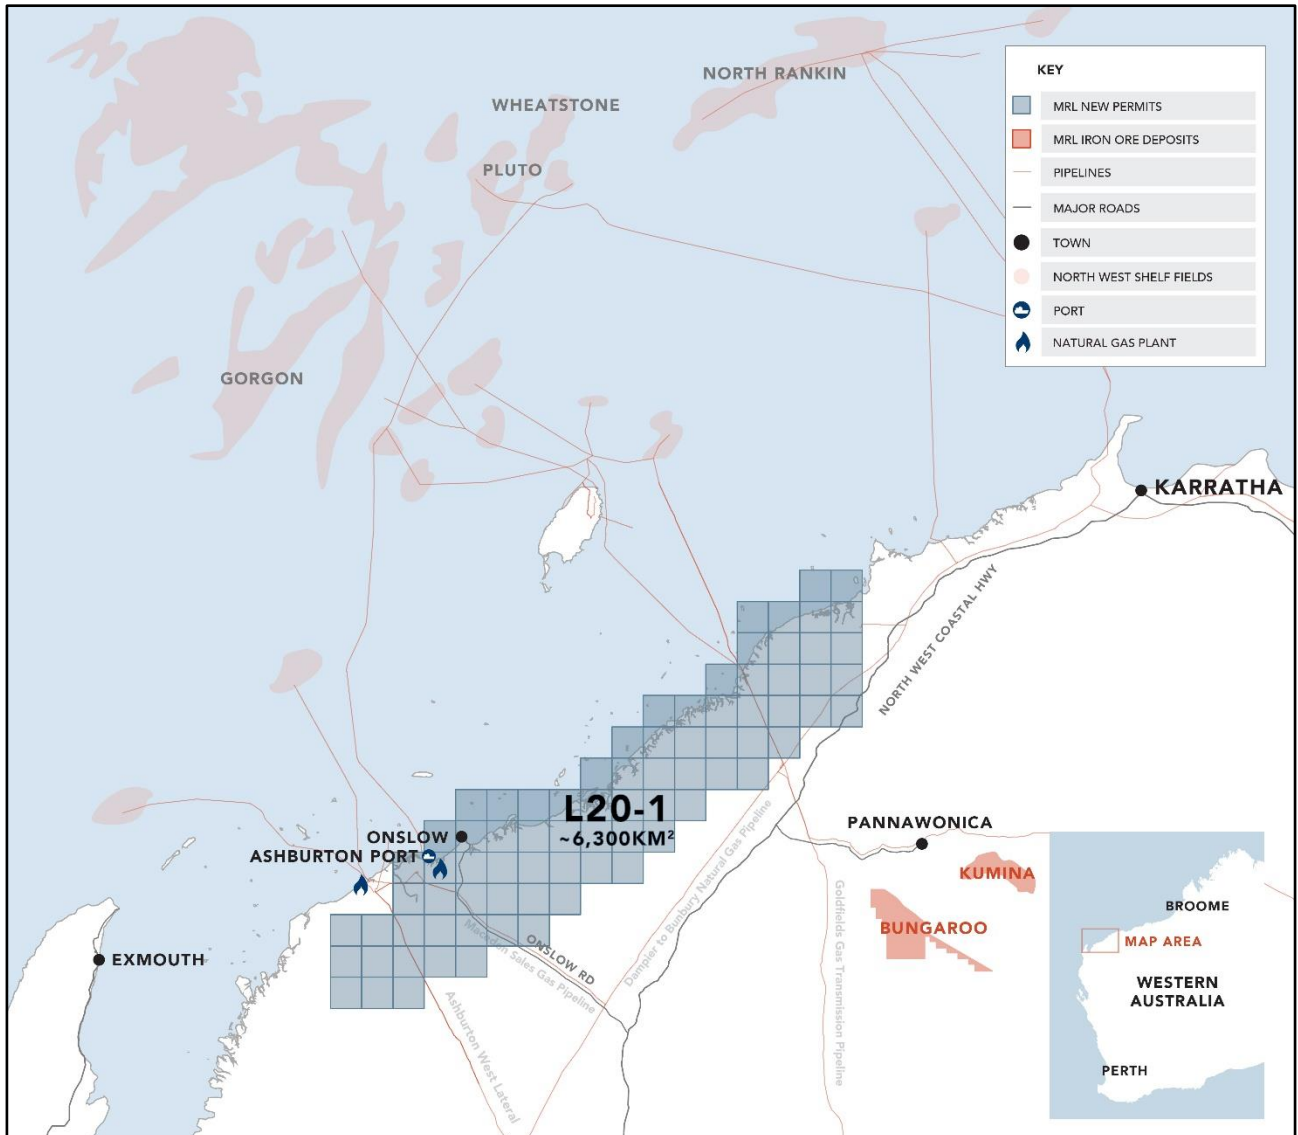 NORTH RANKIN
WHEATSTONE
PLUTO
GORGON
KEY
MRL NEW PERMITS
MRL IRON ORE DEPOSITS
PIPELINES
MAJOR ROADS
TOWN
NORTH WEST SHELF FIELDS
PORT
NATURAL GAS PLANT
KARRATHA
NORTH WEST COASTAL HWY
L20-1
~6,300KM²
ONSLOW
ASHBURTON PORT
PANNAWONICA
KUMINA
BUNGAROO
EXMOUTH
ONSLOW RD
Macedon Sales Gas Pipeline
Dampier to Bunbury Natural Gas Pipeline
Goldfields Gas Transmission Pipeline
Ashburton West Lateral
BROOME
MAP AREA
WESTERN
AUSTRALIA
PERTH